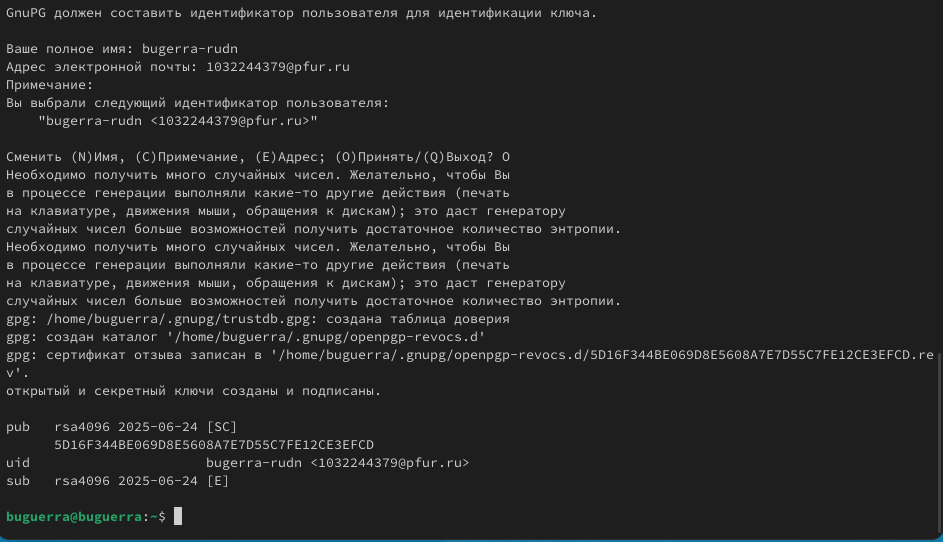 GnuPG должен составить идентификатор пользователя для идентификации ключа.
Ваше полное имя: bugerra-rudn
Адрес электронной почты: 1032244379@pfur.ru
Примечание:
Вы выбрали следующий идентификатор пользователя:
"bugerra-rudn <1032244379@pfur.ru>"
Сменить (N)Имя, (C)Примечание, (E)Адрес; (O)Принять/(Q)Выход? O
Необходимо получить много случайных чисел. Желательно, чтобы Вы
в процессе генерации выполняли какие-то другие действия (печать
на клавиатуре, движения мыши, обращения к дискам); это даст генератору
случайных чисел больше возможностей получить достаточное количество энтропии.
Необходимо получить много случайных чисел. Желательно, чтобы Вы
в процессе генерации выполняли какие-то другие действия (печать
на клавиатуре, движения мыши, обращения к дискам); это даст генератору
случайных чисел больше возможностей получить достаточное количество энтропии.
gpg: /home/buguerra/.gnupg/trustdb.gpg: создана таблица доверия
gpg: создан каталог '/home/buguerra/.gnupg/openpgp-revocs.d'
gpg: сертификат отзыва записан в '/home/buguerra/.gnupg/openpgp-revocs.d/5D16F344BE069D8E5608A7E7D55C7FE12CE3EFCD.re
v'.
открытый и секретный ключи созданы и подписаны.
pub   rsa4096 2025-06-24 [SC]
5D16F344BE069D8E5608A7E7D55C7FE12CE3EFCD
uid                      bugerra-rudn <1032244379@pfur.ru>
sub   rsa4096 2025-06-24 [E]
buguerra@buguerra:~$